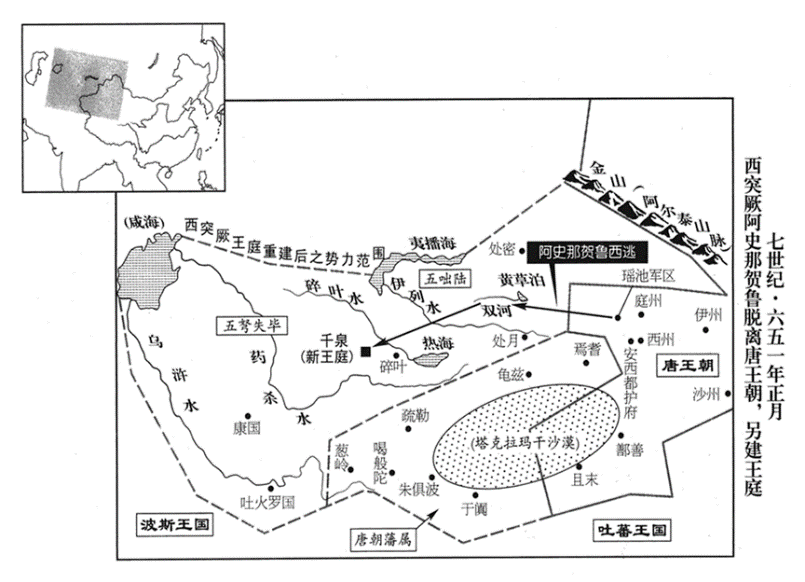 七世纪·六五一年正月
西突厥阿史那贺鲁脱离唐王朝，另建王庭
金山（阿尔泰山脉）
(咸海)
西突厥王庭重建后之势力范围
夷播海
处密
阿史那贺鲁西逃
五咄陆
黄草泊
瑶池军区
碎叶水
伊列水
双河
庭州
伊州
五弩失毕
千泉
(新王庭)
热海
处月
焉耆
西州
碎叶
龟兹
安西都护府
唐王朝
乌浒水
药杀水
沙州
康国
疏勒
(塔克拉玛干沙漠)
鄯善
葱岭
喝般陀
朱俱波
且末
吐火罗国
于阗
波斯王国
唐朝藩属
吐蕃王国